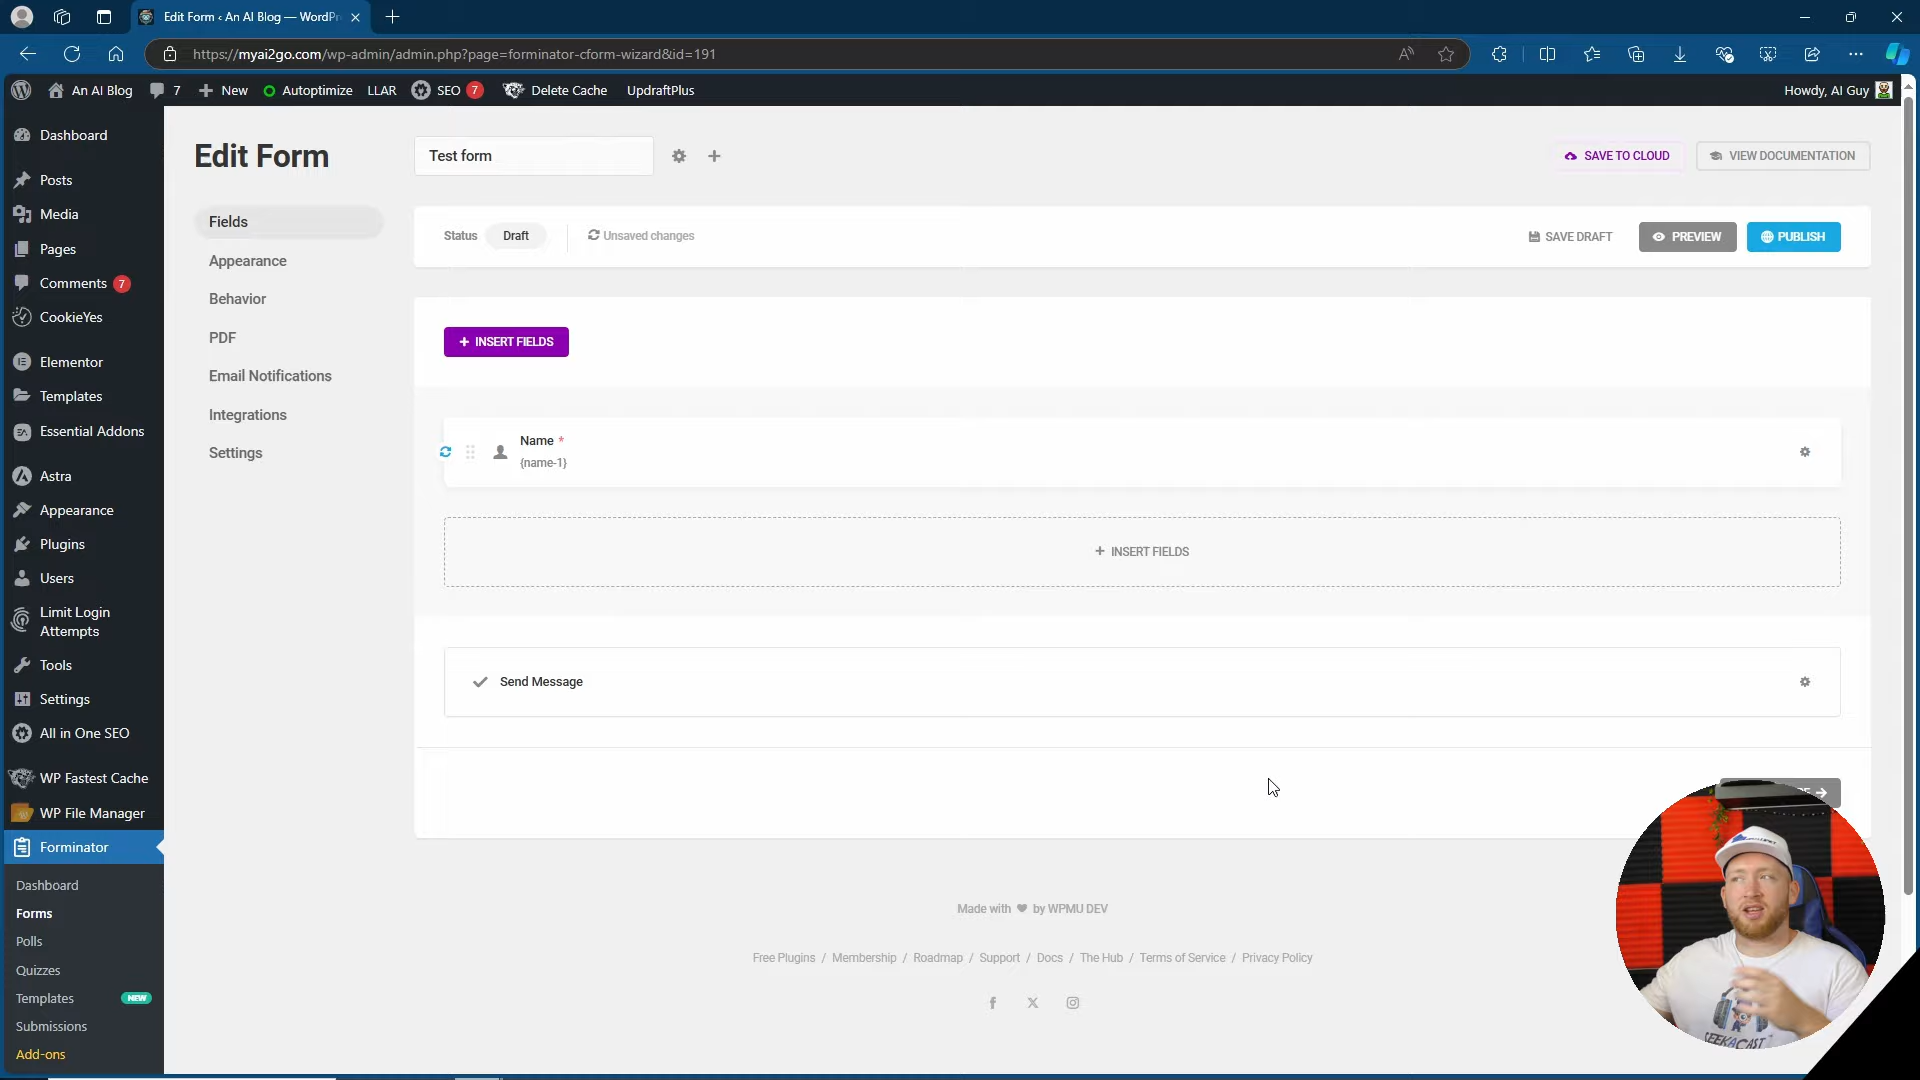 Edit Form ‹ An AI Blog — WordPr
https://myai2go.com/wp-admin/admin.php?page=forminator-cform-wizard&id=191
An AI Blog
7
New
Autoptimize
LLAR
SEO
7
Delete Cache
UpdraftPlus
Howdy, AI Guy
Dashboard
Posts
Media
Pages
Comments 7
CookieYes
Elementor
Templates
Essential Addons
Astra
Appearance
Plugins
Users
Limit Login
Attempts
Tools
Settings
All in One SEO
WP Fastest Cache
WP File Manager
Forminator
Dashboard
Forms
Polls
Quizzes
Templates NEW
Submissions
Add-ons
Edit Form
Test form
SAVE TO CLOUD
VIEW DOCUMENTATION
Fields
Appearance
Behavior
PDF
Email Notifications
Integrations
Settings
Status Draft
Unsaved changes
SAVE DRAFT
PREVIEW
PUBLISH
+ INSERT FIELDS
Name *
{name-1}
+ INSERT FIELDS
Send Message
Made with ♥ by WPMU DEV
Free Plugins / Membership / Roadmap / Support / Docs / The Hub / Terms of Service / Privacy Policy